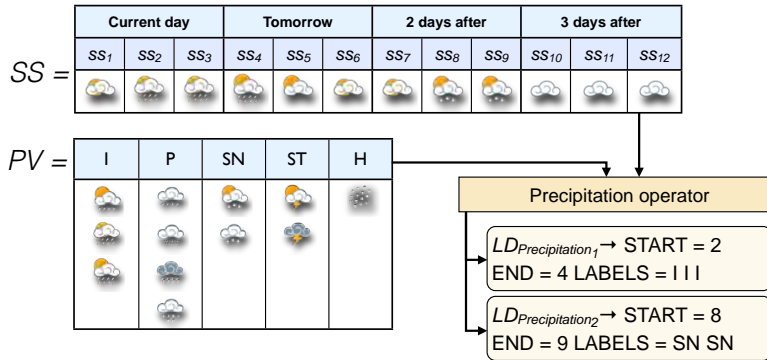 Current day Tomorrow 2 days after 3 days after
SS1 SS2 SS3 SS4 SS5 SS6 SS7 SS8 SS9 SS10 SS11 SS12
SS =
PV =
I P SN ST H
Precipitation operator
LDPrecipitation1 → START = 2
END = 4 LABELS = I I I
LDPrecipitation2 → START = 8
END = 9 LABELS = SN SN